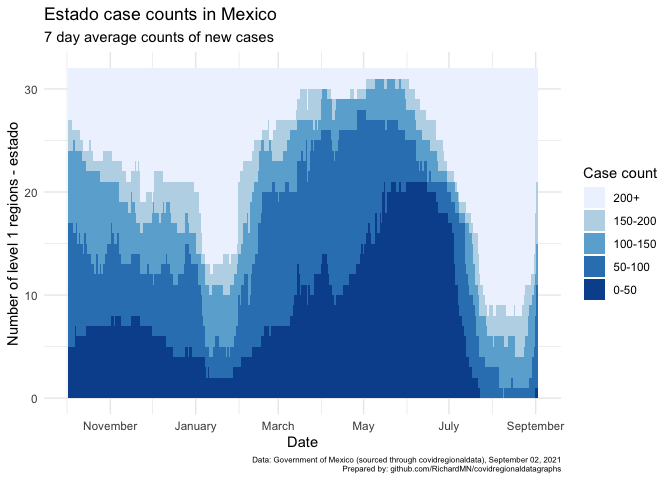 Estado case counts in Mexico
7 day average counts of new cases
Number of level 1 regions - estado
30
20
10
0
November January March May July September
Date
Case count
200+
150-200
100-150
50-100
0-50
Data: Government of Mexico (sourced through covidregionaldata), September 02, 2021
Prepared by: github.com/RichardMN/covidregionaldatagraphs